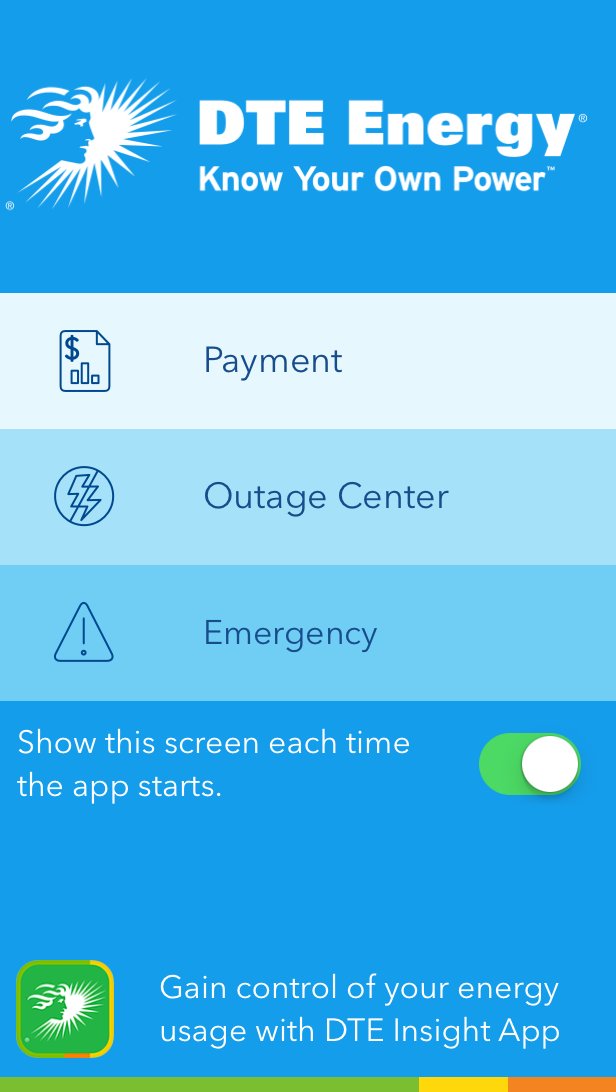 DTE Energy®
Know Your Own Power™
®
$
Payment
Outage Center
Emergency
Show this screen each time
the app starts.
Gain control of your energy
usage with DTE Insight App